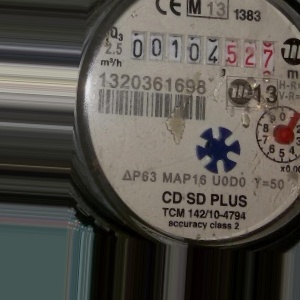 CE M 13 1383
Q3
2.5
m³/h
00104527 m
1320361698
m 13
ΔP63 MAP16 U0D0 Y=50
CD SD PLUS
TCM 142/10-4794
accuracy class 2